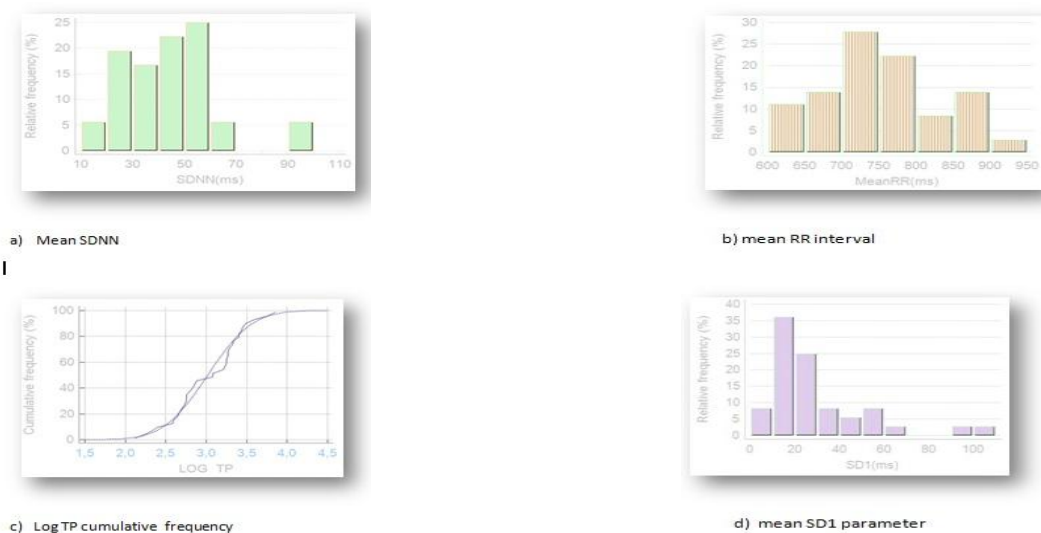 25
20
15
10
5
0
Relative frequency (%)
10 30 50 70 90 110
SDNN(ms)
a) Mean SDNN
30
25
20
15
10
5
0
Relative frequency (%)
600 650 700 750 800 850 900 950
MeanRR(ms)
b) mean RR interval
I
100
80
60
40
20
0
Cumulative frequency (%)
1,5 2,0 2,5 3,0 3,5 4,0 4,5
LOG TP
c) Log TP cumulative frequency
40
35
30
25
20
15
10
5
0
Relative frequency (%)
0 20 40 60 80 100
SD1(ms)
d) mean SD1 parameter